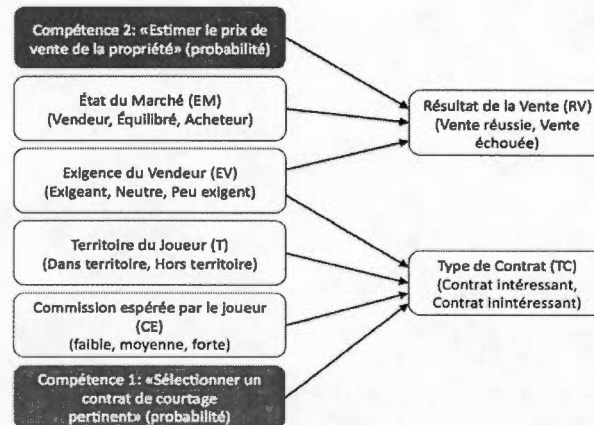 Compétence 2: «Estimer le prix de
vente de la propriété» (probabilité)
État du Marché (EM)
(Vendeur, Équilibré, Acheteur)
Exigence du Vendeur (EV)
(Exigeant, Neutre, Peu exigent)
Territoire du Joueur (T)
(Dans territoire, Hors territoire)
Commission espérée par le joueur
(CE)
(faible, moyenne, forte)
Compétence 1: «Sélectionner un
contrat de courtage
pertinent» (probabilité)
Résultat de la Vente (RV)
(Vente réussie, Vente
échouée)
Type de Contrat (TC)
(Contrat intéressant,
Contrat inintéressant)